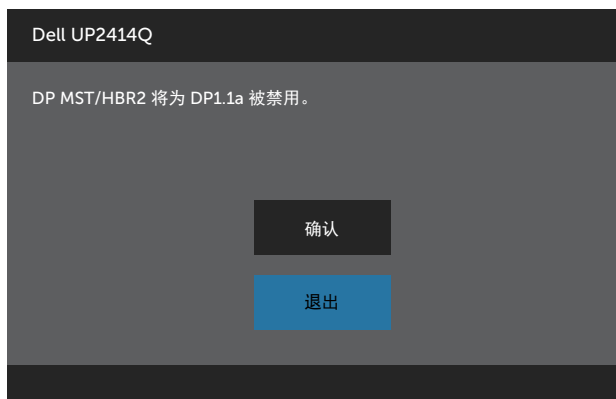 Dell UP2414Q
DP MST/HBR2 将为 DP1.1a 被禁用。
确认
退出